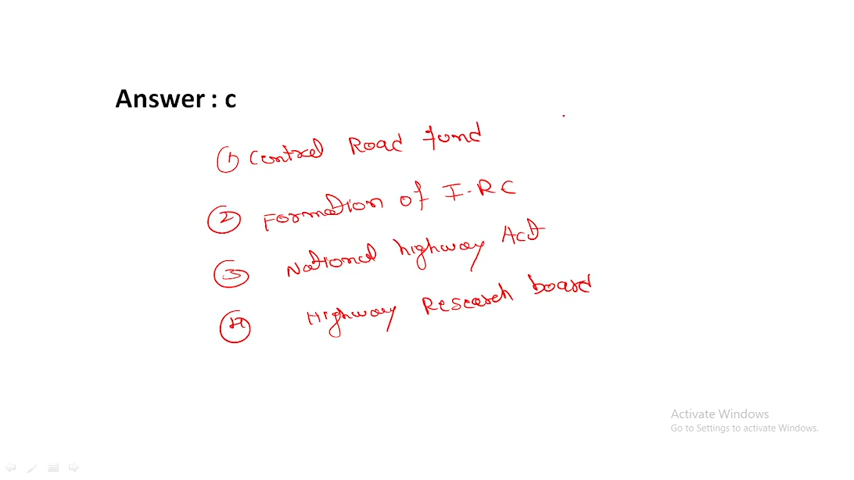 Answer : c
① Central Road fund
② Formation of I.RC
③ National highway Act
④ Highway Research board
Activate Windows
Go to Settings to activate Windows.